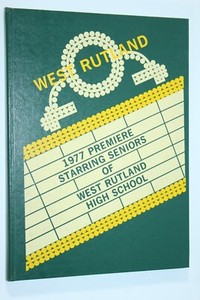 WEST RUTLAND
1977 PREMIERE
STARRING SENIORS
OF
WEST RUTLAND
HIGH SCHOOL